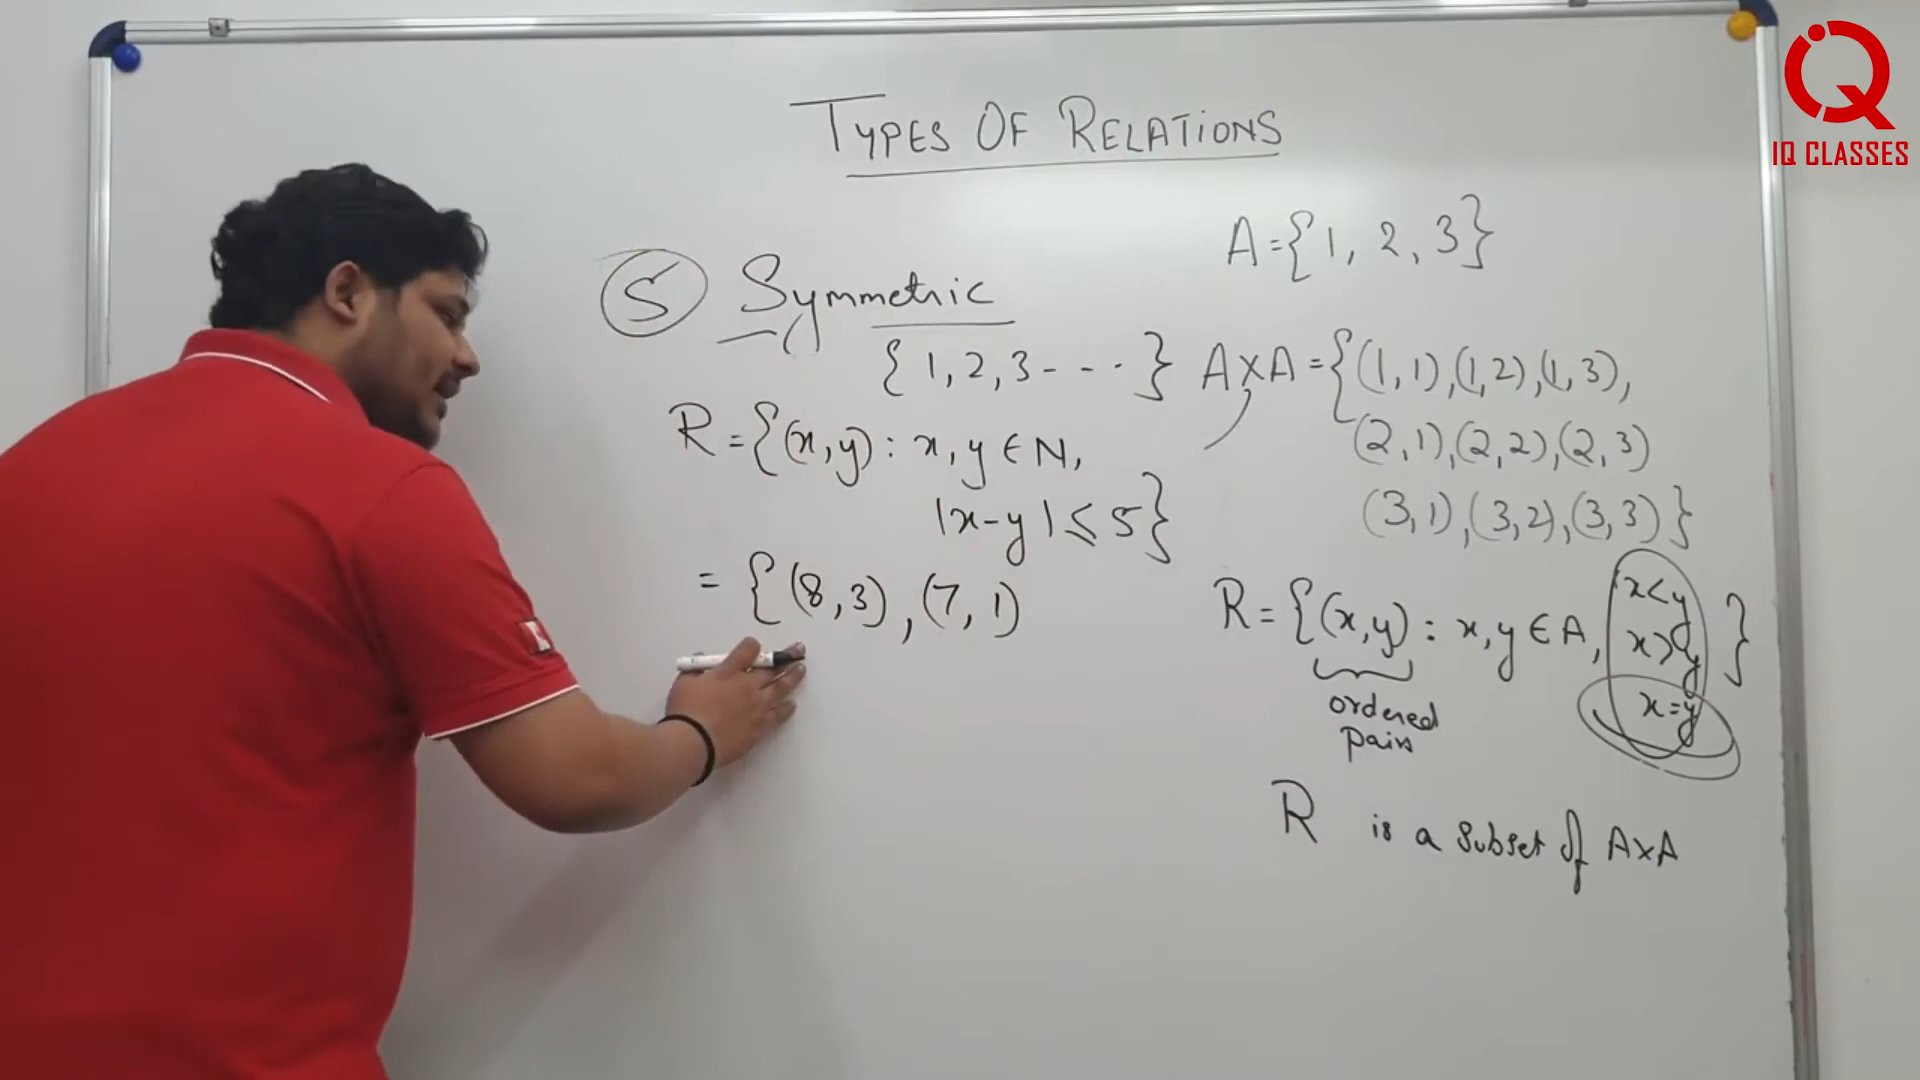 IQ CLASSES
TYPES OF RELATIONS
5 Symmetric
{1, 2, 3 - - - ·}
R = {(x, y) : x, y ∈ N,
|x - y| ≤ 5}
= {(8, 3), (7, 1)
A = {1, 2, 3}
A × A = {(1, 1), (1, 2), (1, 3),
(2, 1), (2, 2), (2, 3)
(3, 1), (3, 2), (3, 3)}
R = {(x, y) : x, y ∈ A, x < y
x > y
x = y }
ordered
pairs
R is a subset of A×A